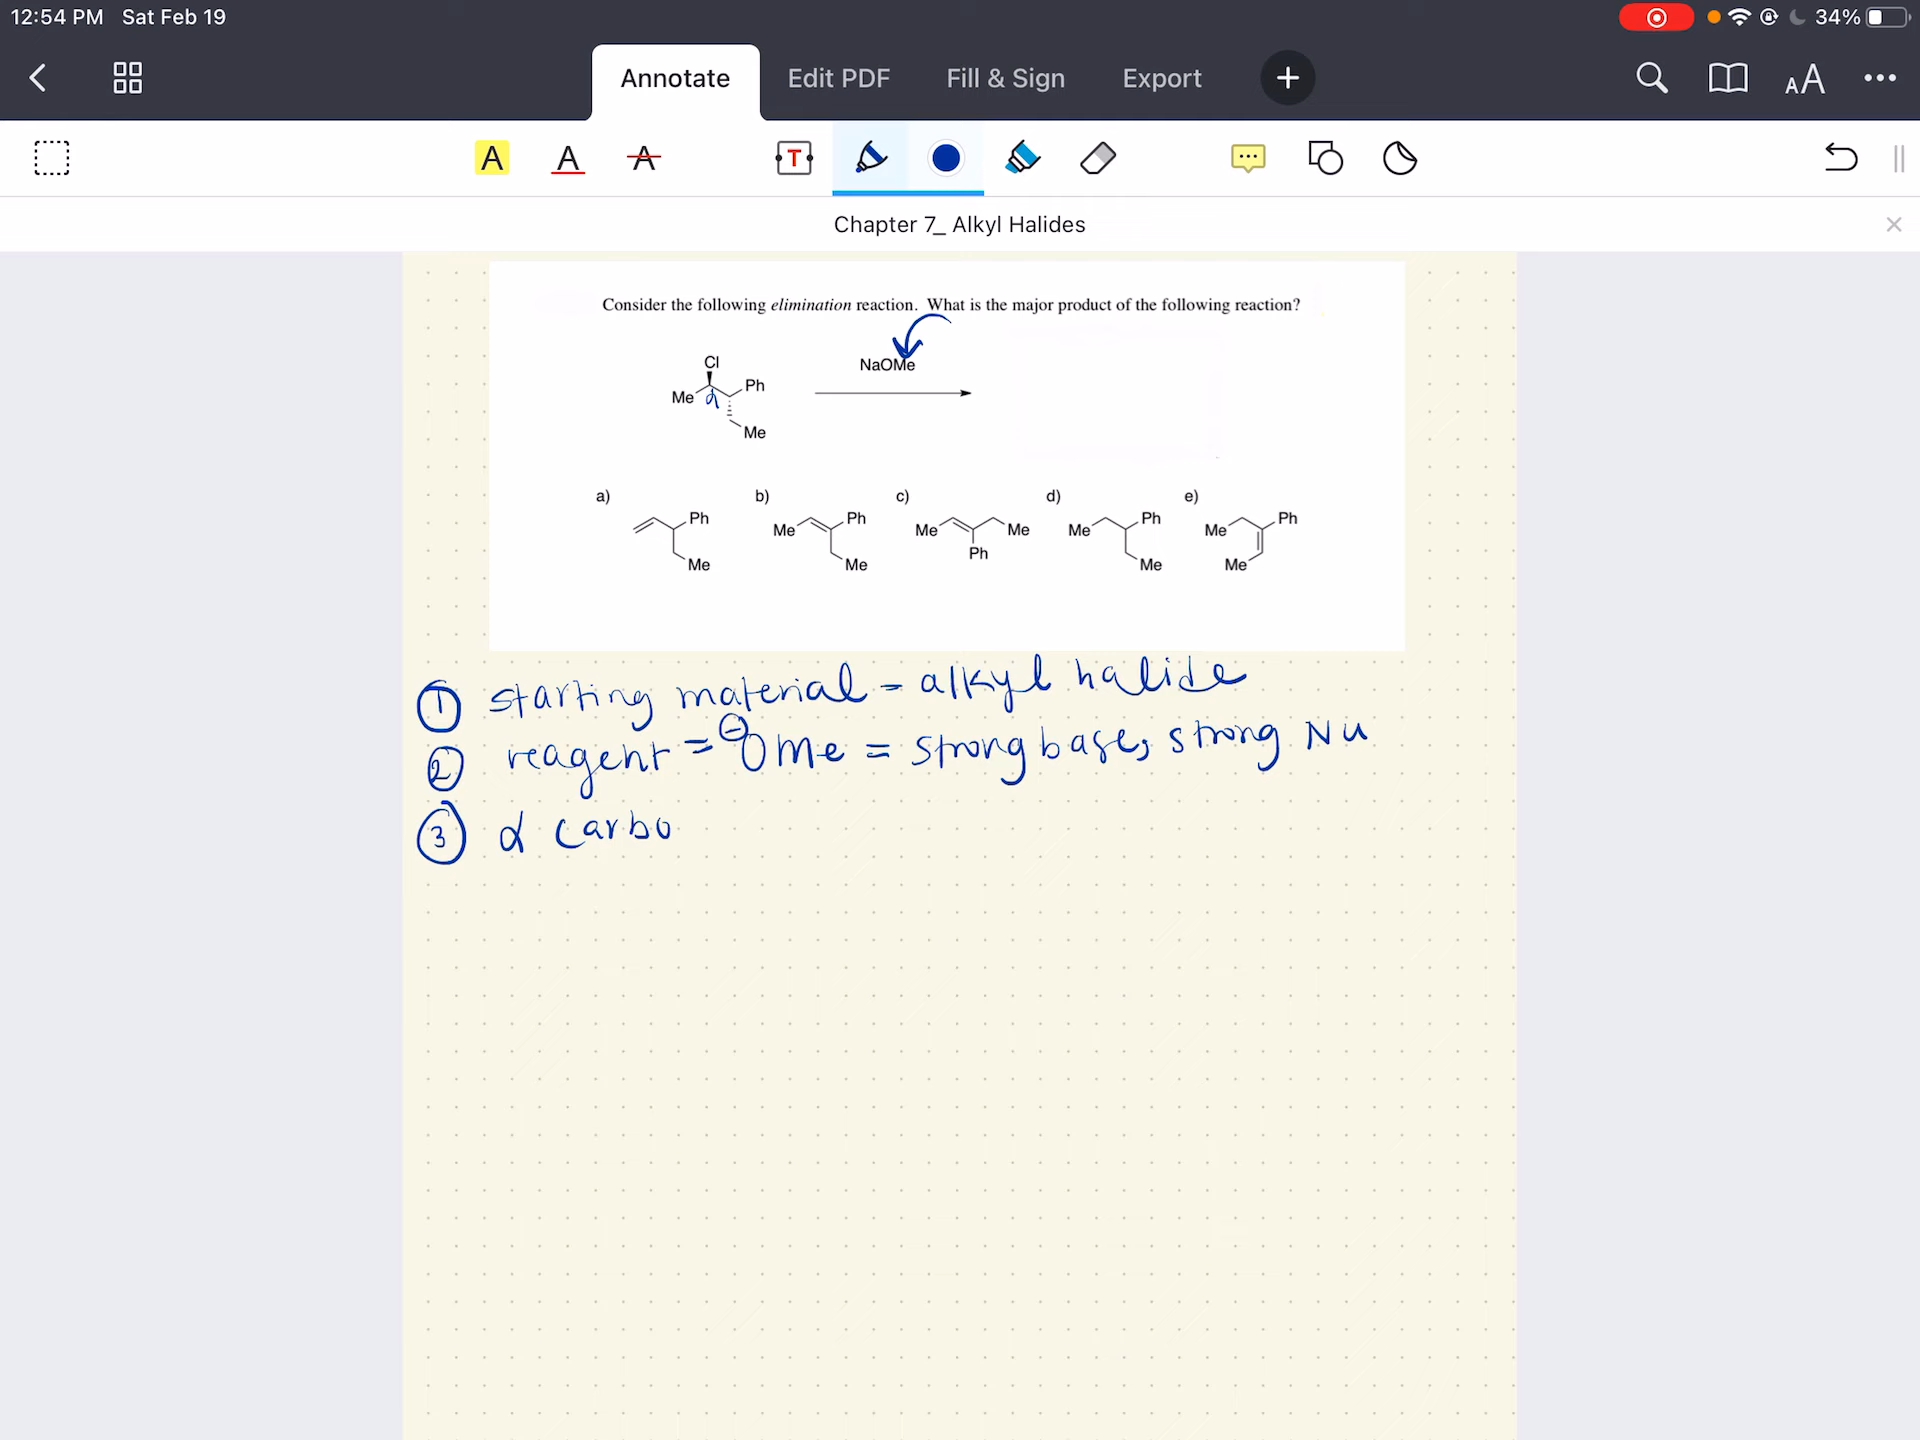 12:54 PM Sat Feb 19
34%
Annotate Edit PDF Fill & Sign Export +
AA
A A A T
Chapter 7_ Alkyl Halides
Consider the following elimination reaction. What is the major product of the following reaction?
Cl
Me α Ph
Me
NaOMe
a) b) c) d) e)
Ph Me Ph Me Me Ph
Me Me Ph Me Ph
Me Me Me Me
① starting material - alkyl halide
② reagent = ⊖OMe = strong base, strong Nu
③ α carbo